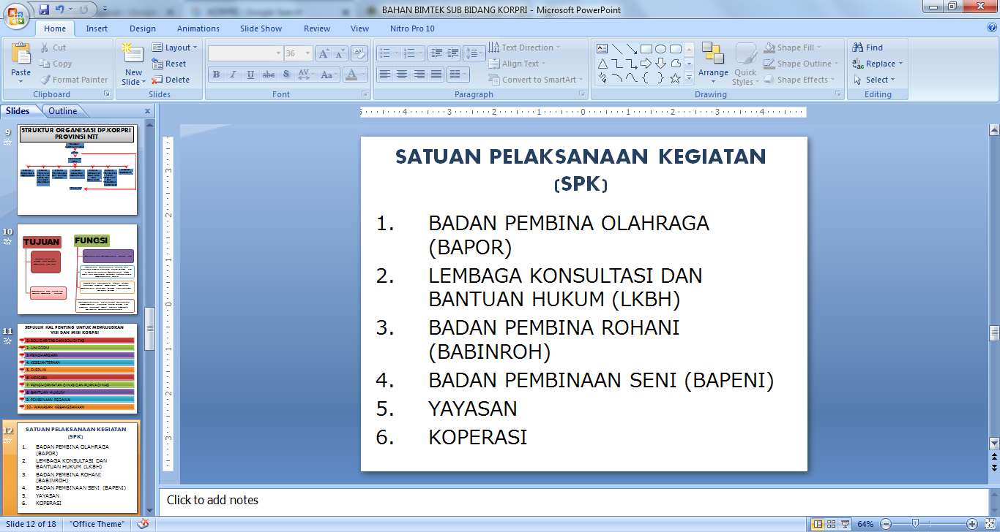 BAHAN BIMTEK SUB BIDANG KORPRI - Microsoft PowerPoint
Home Insert Design Animations Slide Show Review View Nitro Pro 10
Paste
Cut
Copy
Format Painter
Clipboard
New Slide
Layout
Reset
Delete
Slides
36
Font
Text Direction
Align Text
Convert to SmartArt
Paragraph
Arrange
Quick Styles
Shape Fill
Shape Outline
Shape Effects
Drawing
Find
Replace
Select
Editing
Slides Outline
9
STRUKTUR ORGANISASI DP.KORPRI
PROVINSI NTT
10
TUJUAN FUNGSI
11
SEPULUH HAL PENTING UNTUK MEWUJUDKAN
VISI DAN MISI KORPRI
1. SOLIDARITAS DAN SOLIDITAS
2. UNIFORM
3. PENGHARGAAN
4. KESEJAHTERAAN
5. DISPLIN
6. UPACARA
7. PENGHORMATAN DINAS DAN PURNA DINAS
8. BANTUAN HUKUM
9. PEMBINAAN PEGAWAI
10. WAWASAN KEBANGSAAN
12
SATUAN PELAKSANAAN KEGIATAN
(SPK)
1. BADAN PEMBINA OLAHRAGA
(BAPOR)
2. LEMBAGA KONSULTASI DAN
BANTUAN HUKUM (LKBH)
3. BADAN PEMBINA ROHANI
(BABINROH)
4. BADAN PEMBINAAN SENI (BAPENI)
5. YAYASAN
6. KOPERASI
SATUAN PELAKSANAAN KEGIATAN
(SPK)
1. BADAN PEMBINA OLAHRAGA
(BAPOR)
2. LEMBAGA KONSULTASI DAN
BANTUAN HUKUM (LKBH)
3. BADAN PEMBINA ROHANI
(BABINROH)
4. BADAN PEMBINAAN SENI (BAPENI)
5. YAYASAN
6. KOPERASI
Click to add notes
Slide 12 of 18 "Office Theme" 64%